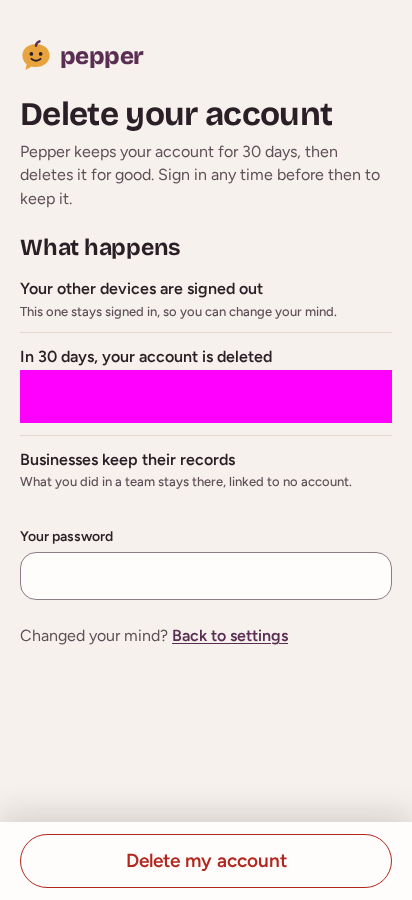 pepper
Delete your account
Pepper keeps your account for 30 days, then
deletes it for good. Sign in any time before then to
keep it.
What happens
Your other devices are signed out
This one stays signed in, so you can change your mind.
In 30 days, your account is deleted
Businesses keep their records
What you did in a team stays there, linked to no account.
Your password
Changed your mind? Back to settings
Delete my account